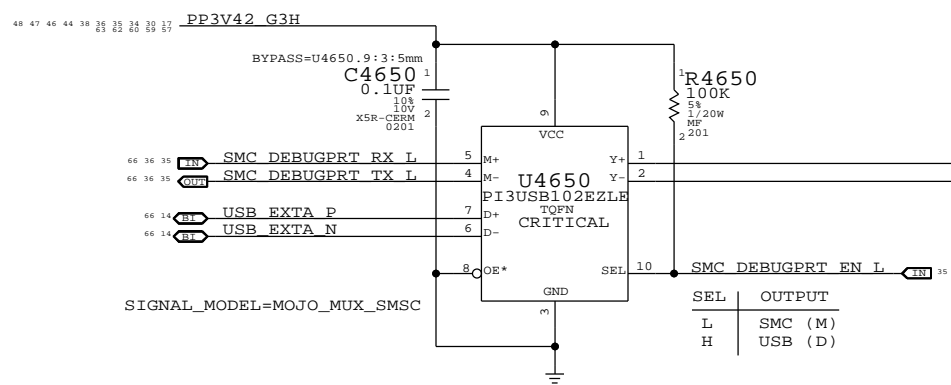 48 47 46 44 38 36 35 34 30 17 PP3V42_G3H
63 62 60 59 57
BYPASS=U4650.9:3:5mm
C4650 1
0.1UF
10%
10V 2
X5R-CERM
0201
1 R4650
100K
5%
1/20W
MF
2 201
9
VCC
66 36 35 IN SMC_DEBUGPRT_RX_L 5 M+ Y+ 1
66 36 35 OUT SMC_DEBUGPRT_TX_L 4 M- Y- 2
U4650
PI3USB102EZLE
TQFN
CRITICAL
66 14 BI USB_EXTA_P 7 D+
66 14 BI USB_EXTA_N 6 D-
8 OE* SEL 10 SMC_DEBUGPRT_EN_L IN 35
GND
3
SIGNAL_MODEL=MOJO_MUX_SMSC
SEL OUTPUT
L SMC (M)
H USB (D)